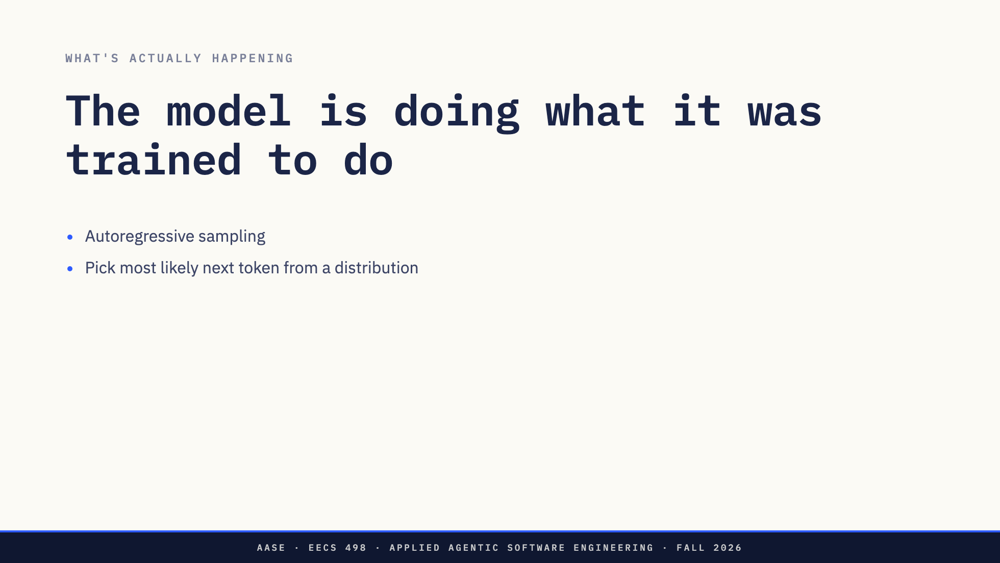 WHAT'S ACTUALLY HAPPENING
The model is doing what it was
trained to do
• Autoregressive sampling
• Pick most likely next token from a distribution
AASE · EECS 498 · APPLIED AGENTIC SOFTWARE ENGINEERING · FALL 2026